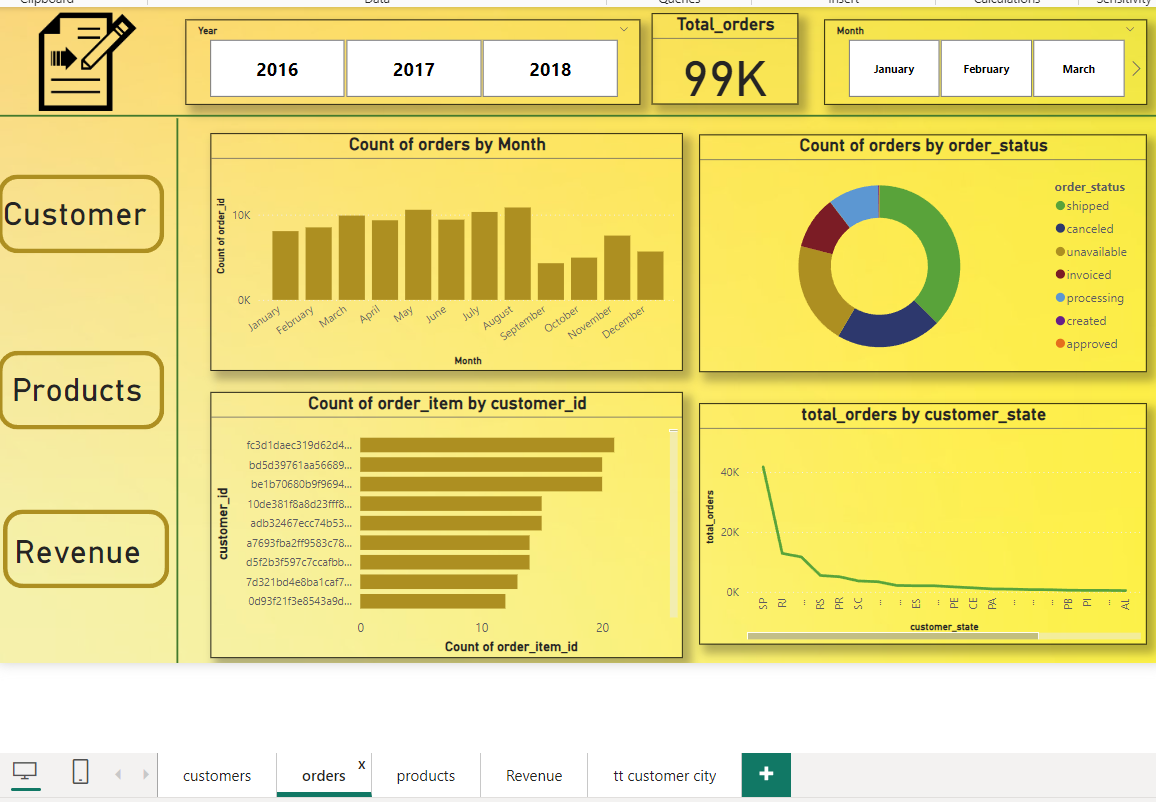 Clipboard Data Queries Insert Calculations Sensitivity
Year
2016 2017 2018
Total_orders
99K
Month
January February March
Customer
Products
Revenue
Count of orders by Month
Count of order_id
10K
0K
January February March April May June July August September October November December
Month
Count of orders by order_status
order_status
shipped
canceled
unavailable
invoiced
processing
created
approved
Count of order_item by customer_id
customer_id
fc3d1daec319d62d4...
bd5d39761aa56689...
be1b70680b9f9694...
10de381f8a8d23fff8...
adb32467ecc74b53...
a7693fba2ff9583c78...
d5f2b3f597c7ccafbb...
7d321bd4e8ba1caf7...
0d93f21f3e8543a9d...
0 10 20
Count of order_item_id
total_orders by customer_state
total_orders
40K
20K
0K
SP RJ ... RS PR SC ... ... ES ... PE CE PA ... ... ... PB PI ... AL
customer_state
customers orders x products Revenue tt customer city +